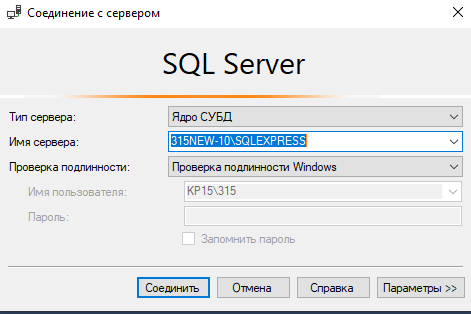 Соединение с сервером
SQL Server
Тип сервера: Ядро СУБД
Имя сервера: 315NEW-10\SQLEXPRESS
Проверка подлинности: Проверка подлинности Windows
Имя пользователя: KP15\315
Пароль:
Запомнить пароль
Соединить Отмена Справка Параметры >>